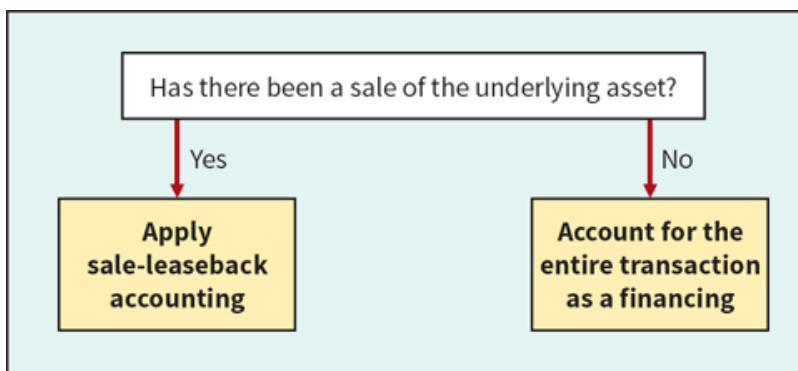 Has there been a sale of the underlying asset?
Yes
No
Apply
sale-leaseback
accounting
Account for the
entire transaction
as a financing